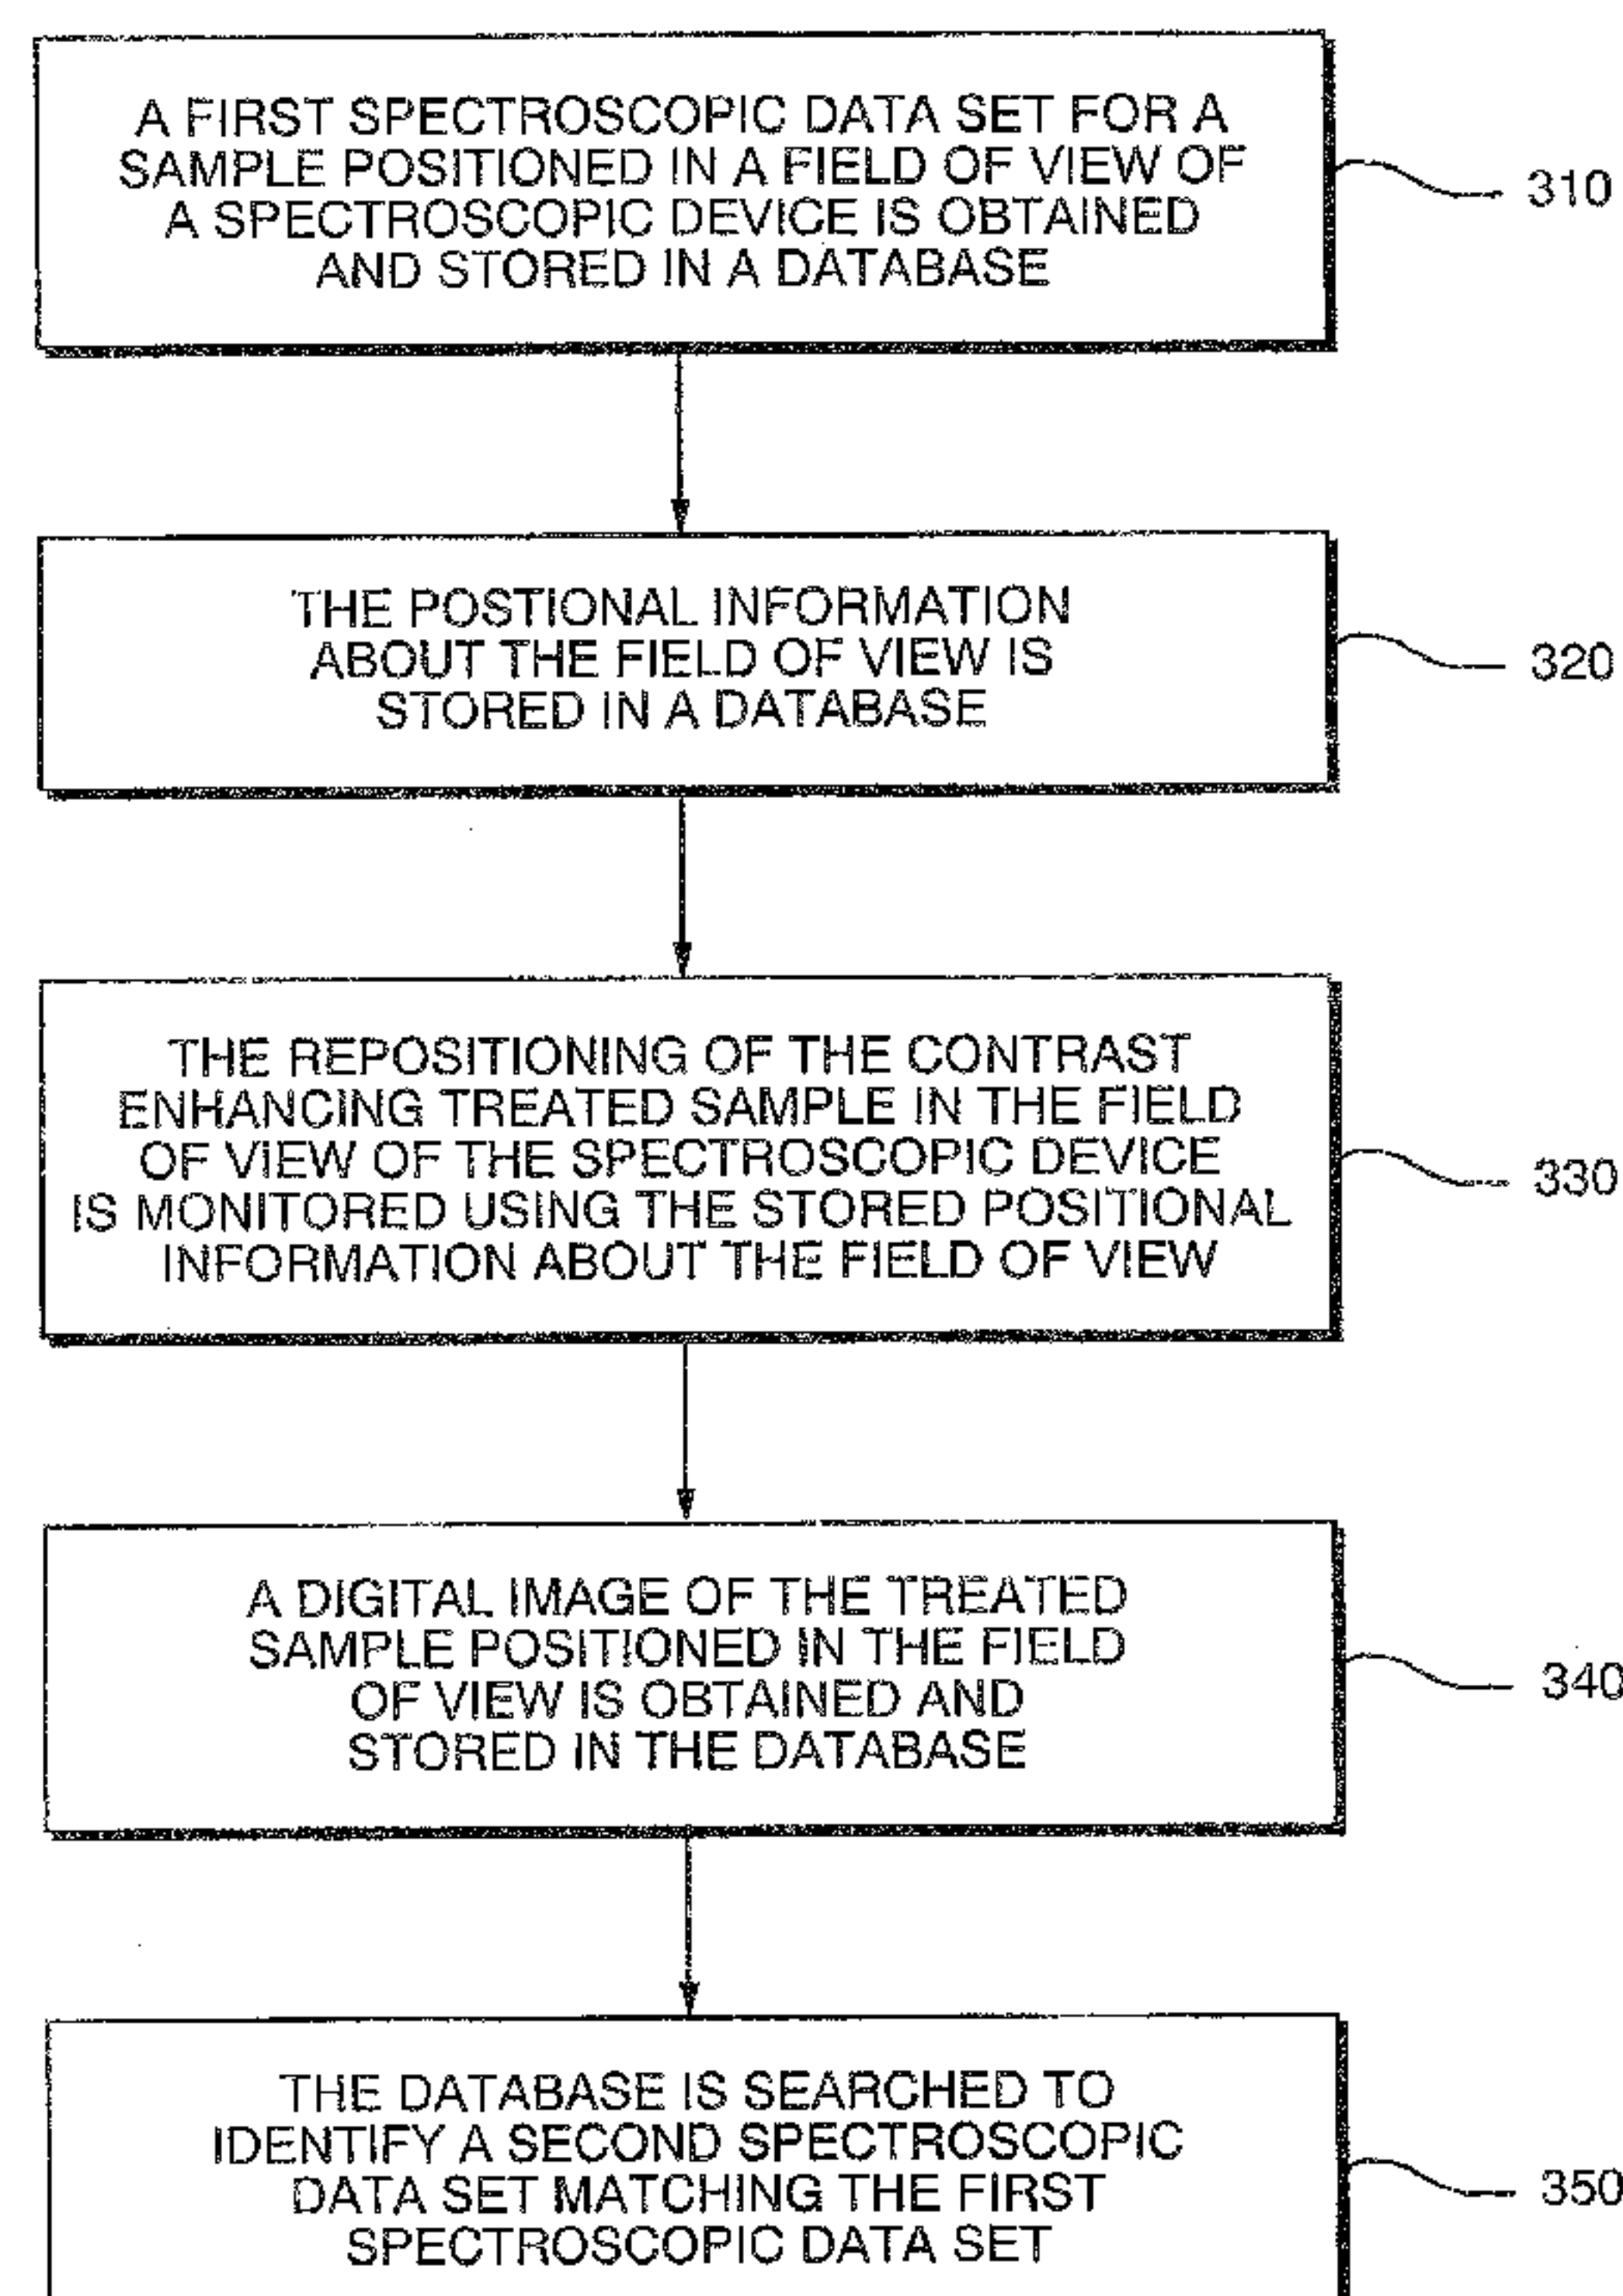 A FIRST SPECTROSCOPIC DATA SET FOR A
SAMPLE POSITIONED IN A FIELD OF VIEW OF
A SPECTROSCOPIC DEVICE IS OBTAINED
AND STORED IN A DATABASE
310
THE POSTIONAL INFORMATION
ABOUT THE FIELD OF VIEW IS
STORED IN A DATABASE
320
THE REPOSITIONING OF THE CONTRAST
ENHANCING TREATED SAMPLE IN THE FIELD
OF VIEW OF THE SPECTROSCOPIC DEVICE
IS MONITORED USING THE STORED POSITIONAL
INFORMATION ABOUT THE FIELD OF VIEW
330
A DIGITAL IMAGE OF THE TREATED
SAMPLE POSITIONED IN THE FIELD
OF VIEW IS OBTAINED AND
STORED IN THE DATABASE
340
THE DATABASE IS SEARCHED TO
IDENTIFY A SECOND SPECTROSCOPIC
DATA SET MATCHING THE FIRST
SPECTROSCOPIC DATA SET
350